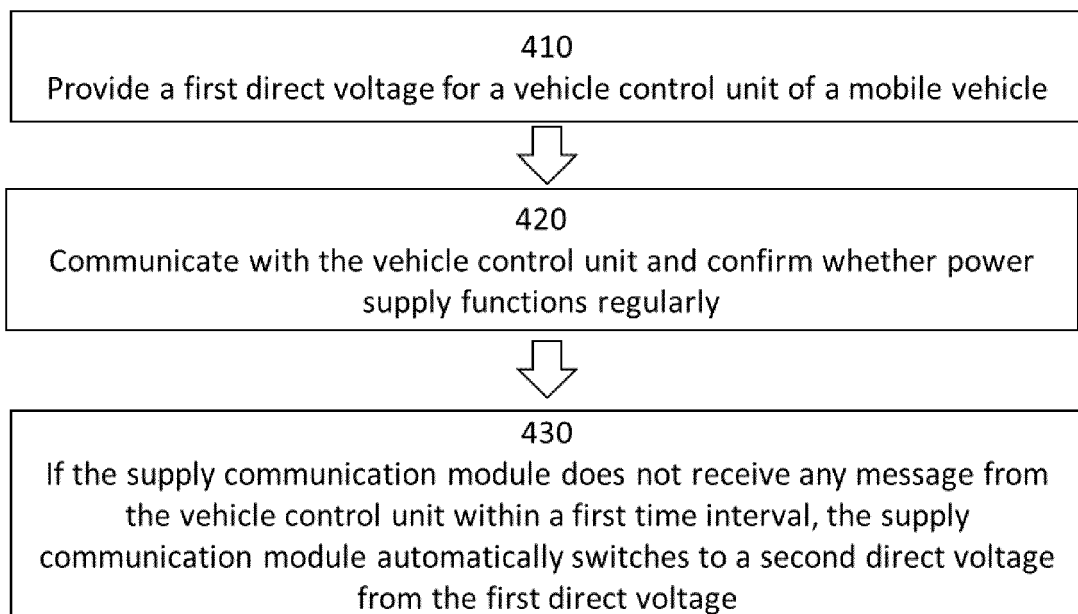 410
Provide a first direct voltage for a vehicle control unit of a mobile vehicle
420
Communicate with the vehicle control unit and confirm whether power
supply functions regularly
430
If the supply communication module does not receive any message from
the vehicle control unit within a first time interval, the supply
communication module automatically switches to a second direct voltage
from the first direct voltage